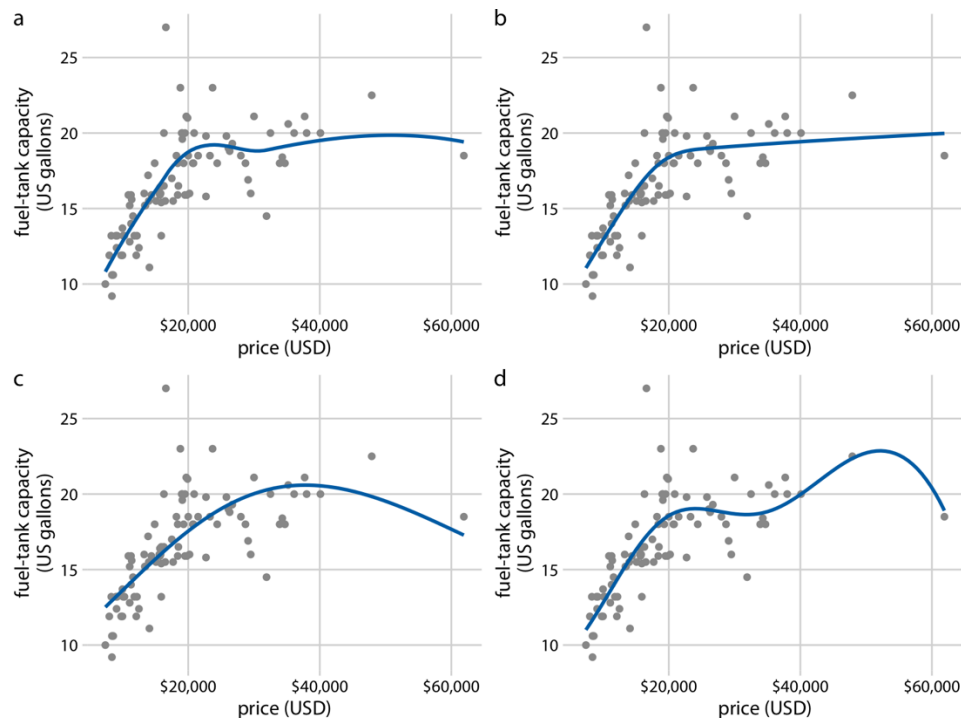 a
fuel-tank capacity
(US gallons)
25
20
15
10
$20,000
$40,000
$60,000
price (USD)
b
fuel-tank capacity
(US gallons)
25
20
15
10
$20,000
$40,000
$60,000
price (USD)
c
fuel-tank capacity
(US gallons)
25
20
15
10
$20,000
$40,000
$60,000
price (USD)
d
fuel-tank capacity
(US gallons)
25
20
15
10
$20,000
$40,000
$60,000
price (USD)